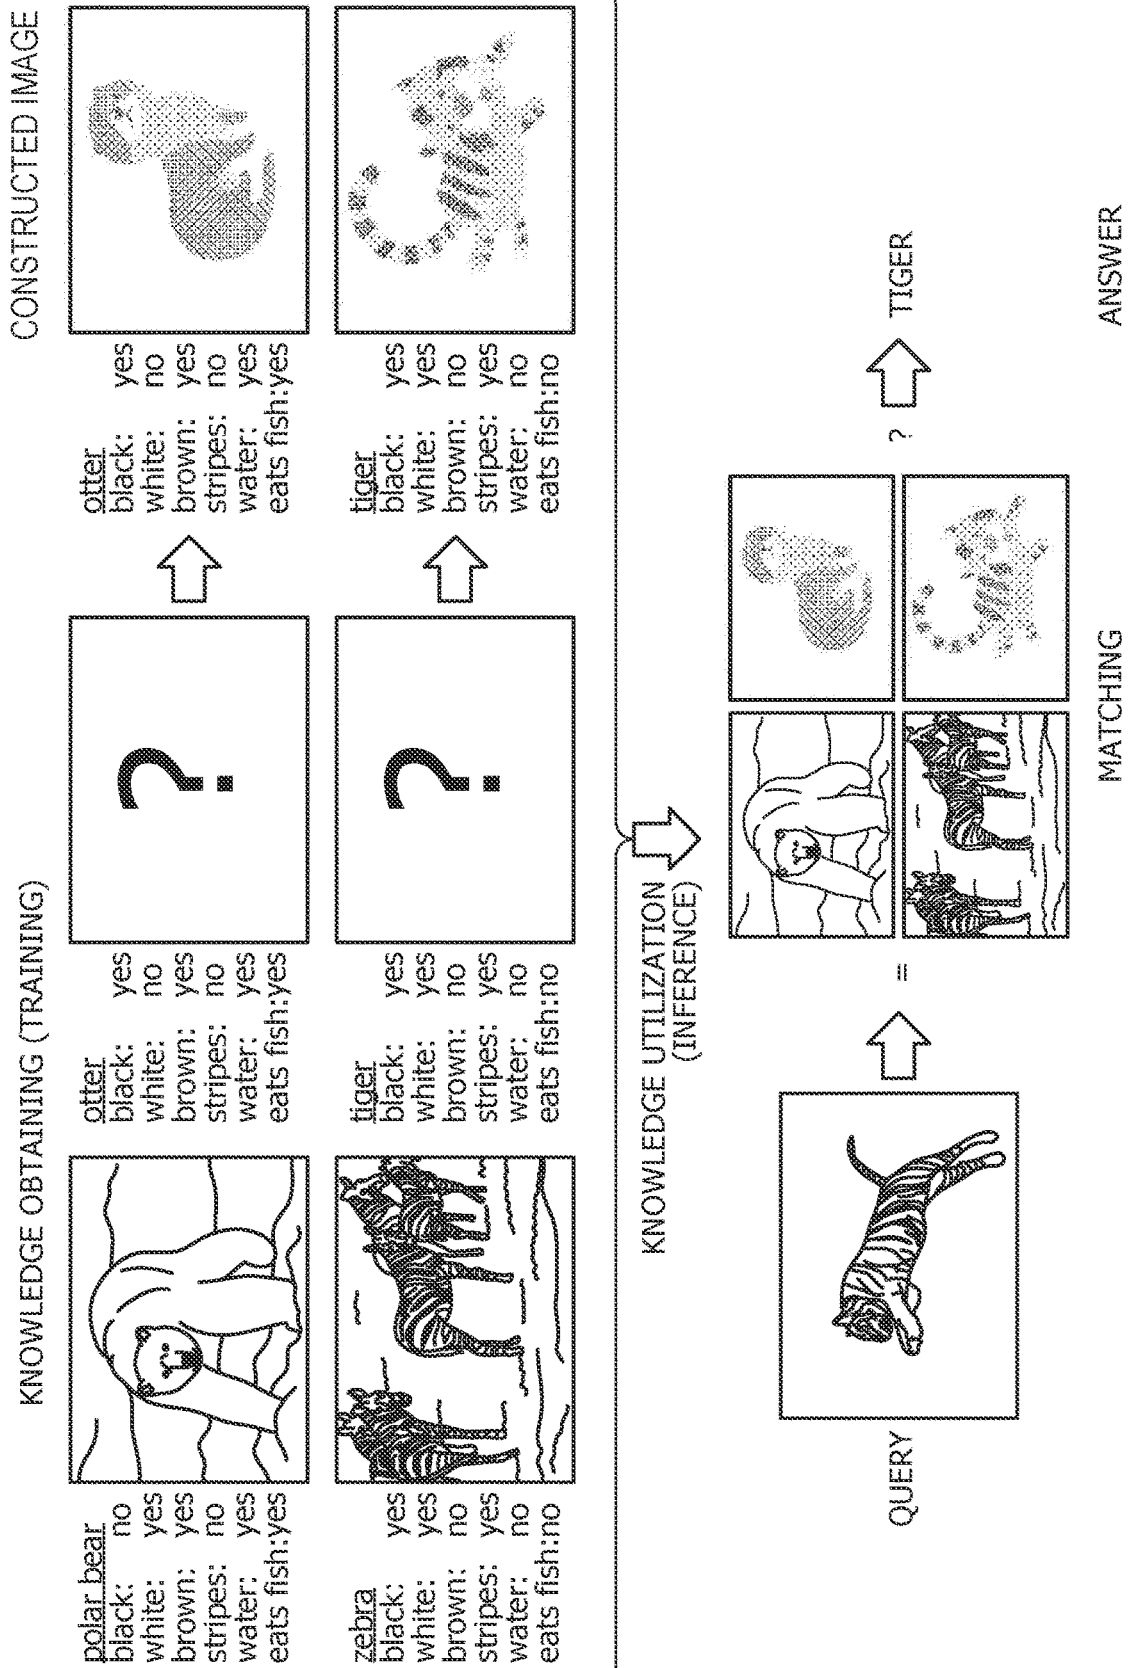 KNOWLEDGE OBTAINING (TRAINING)
CONSTRUCTED IMAGE
polar bear
black: no
white: yes
brown: yes
stripes: no
water: yes
eats fish:yes
otter
black: yes
white: no
brown: yes
stripes: no
water: yes
eats fish:yes
?
otter
black: yes
white: no
brown: yes
stripes: no
water: yes
eats fish:yes
zebra
black: yes
white: yes
brown: no
stripes: yes
water: no
eats fish:no
tiger
black: yes
white: yes
brown: no
stripes: yes
water: no
eats fish:no
?
tiger
black: yes
white: yes
brown: no
stripes: yes
water: no
eats fish:no
KNOWLEDGE UTILIZATION
(INFERENCE)
QUERY
=
?
TIGER
MATCHING
ANSWER